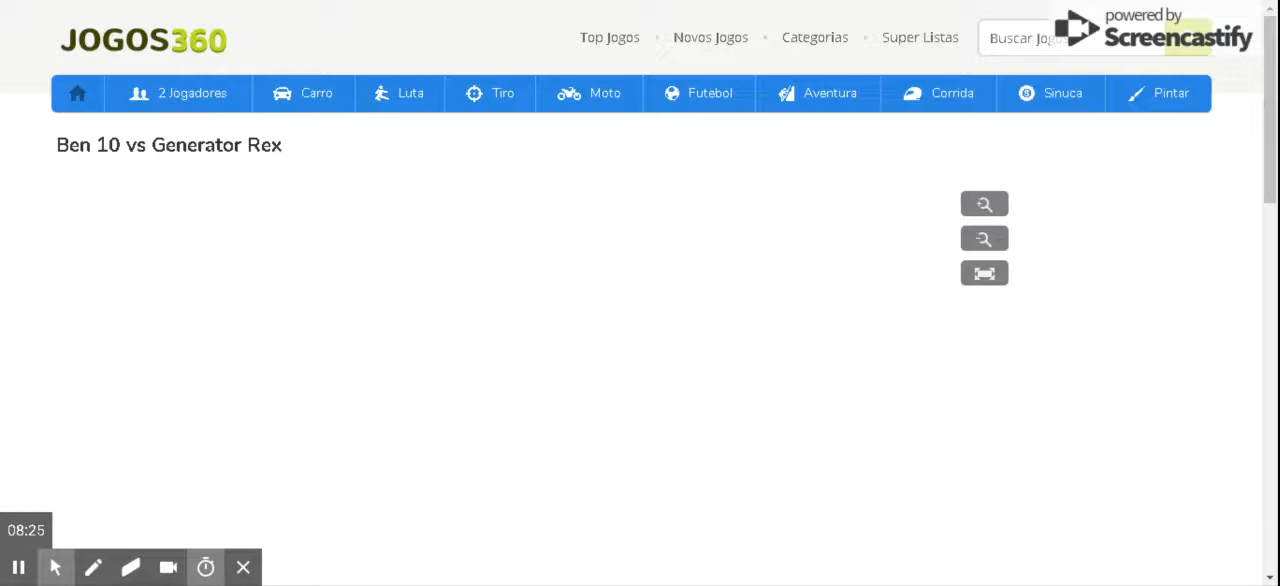 powered by
Screencastify
JOGOS360
Top Jogos • Novos Jogos • Categorias • Super Listas
Buscar Jogo
2 Jogadores Carro Luta Tiro Moto Futebol Aventura Corrida Sinuca Pintar
Ben 10 vs Generator Rex
08:25